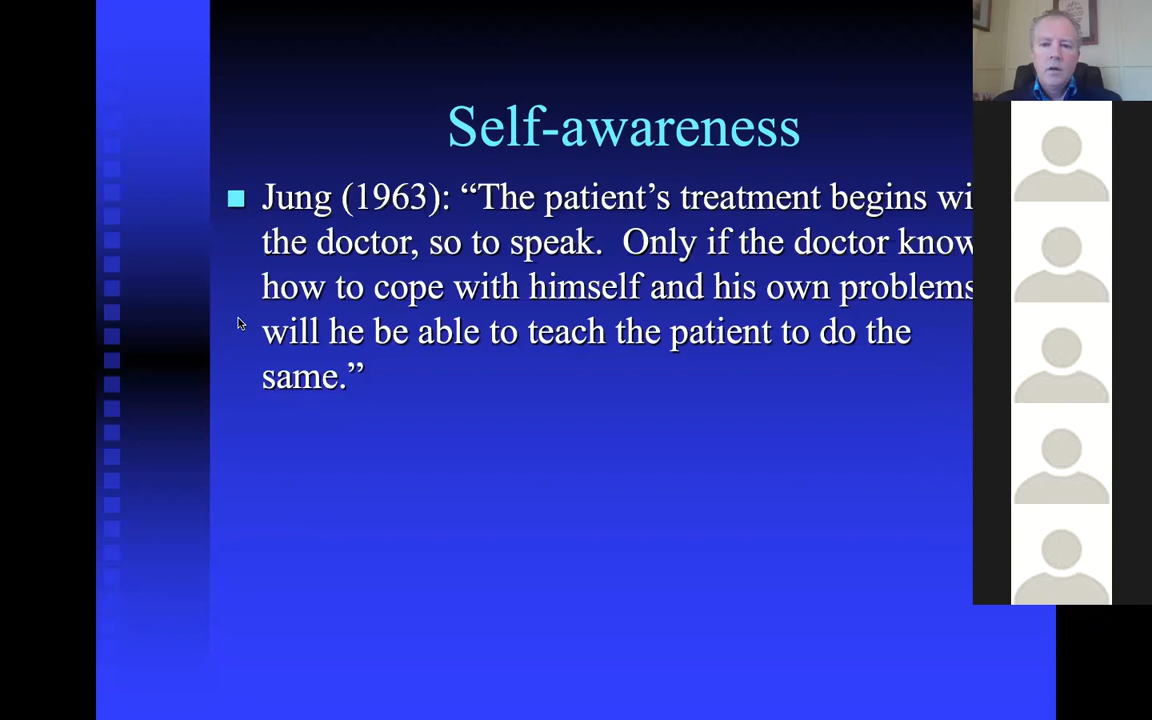 Self-awareness
Jung (1963): “The patient’s treatment begins wi
the doctor, so to speak.  Only if the doctor know
how to cope with himself and his own problems
will he be able to teach the patient to do the
same.”